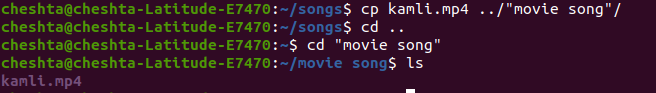 cheshta@cheshta-Latitude-E7470:~/songs$ cp kamli.mp4 ../"movie song"/
cheshta@cheshta-Latitude-E7470:~/songs$ cd ..
cheshta@cheshta-Latitude-E7470:~$ cd "movie song"
cheshta@cheshta-Latitude-E7470:~/movie song$ ls
kamli.mp4